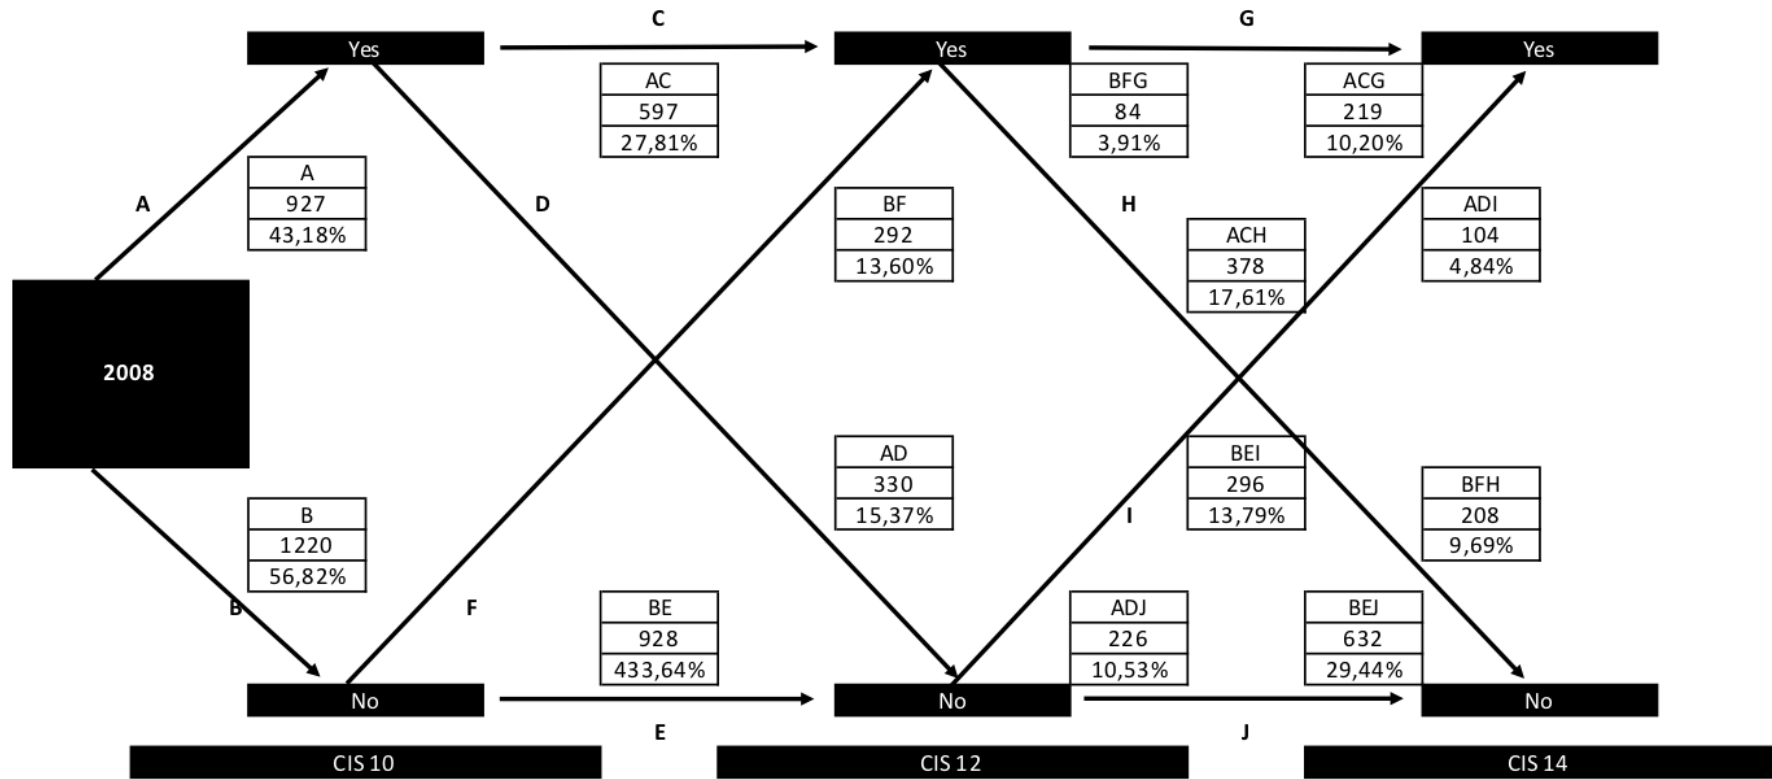 C
G
Yes
Yes
Yes
AC
597
27,81%
BFG
84
3,91%
ACG
219
10,20%
A
A
927
43,18%
D
BF
292
13,60%
H
ACH
378
17,61%
ADI
104
4,84%
2008
AD
330
15,37%
BEI
296
13,79%
I
BFH
208
9,69%
B
1220
56,82%
B
F
BE
928
433,64%
ADJ
226
10,53%
BEJ
632
29,44%
No
No
No
E
J
CIS 10
CIS 12
CIS 14